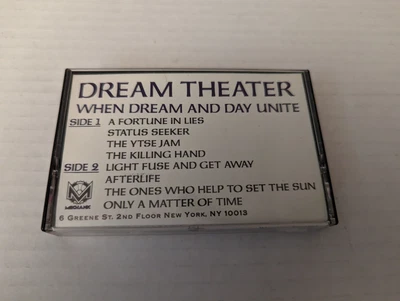 DREAM THEATER
WHEN DREAM AND DAY UNITE
SIDE 1 A FORTUNE IN LIES
STATUS SEEKER
THE YTSE JAM
THE KILLING HAND
SIDE 2 LIGHT FUSE AND GET AWAY
AFTERLIFE
THE ONES WHO HELP TO SET THE SUN
ONLY A MATTER OF TIME
MECHANIC
6 GREENE ST. 2ND FLOOR NEW YORK, NY 10013